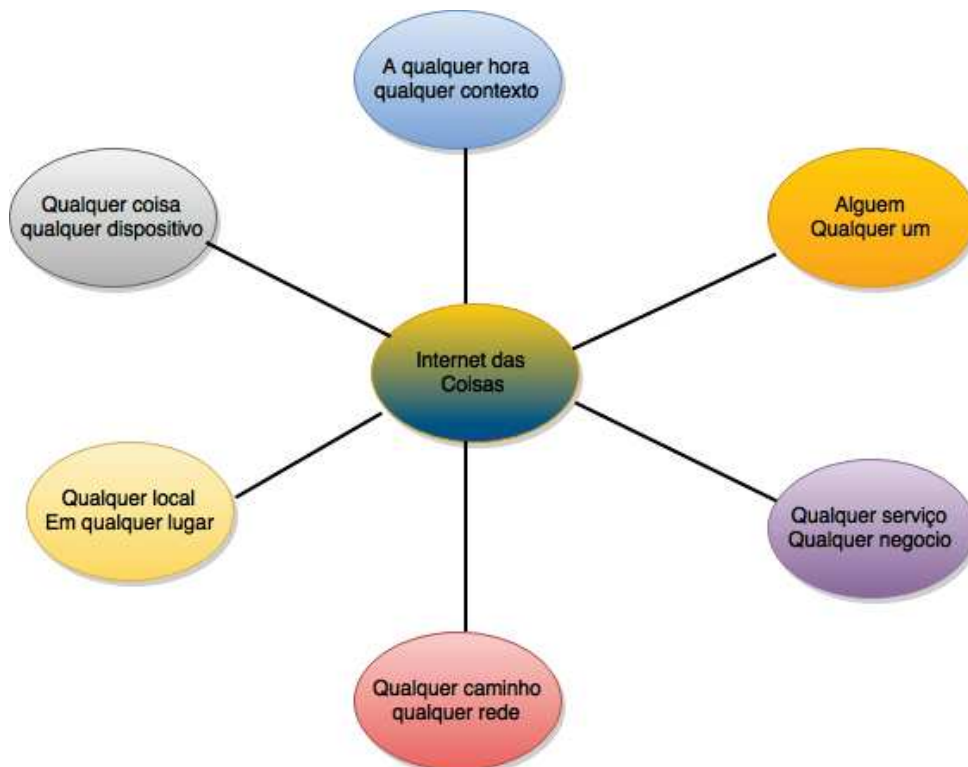 A qualquer hora
qualquer contexto
Qualquer coisa
qualquer dispositivo
Alguem
Qualquer um
Internet das
Coisas
Qualquer local
Em qualquer lugar
Qualquer serviço
Qualquer negocio
Qualquer caminho
qualquer rede